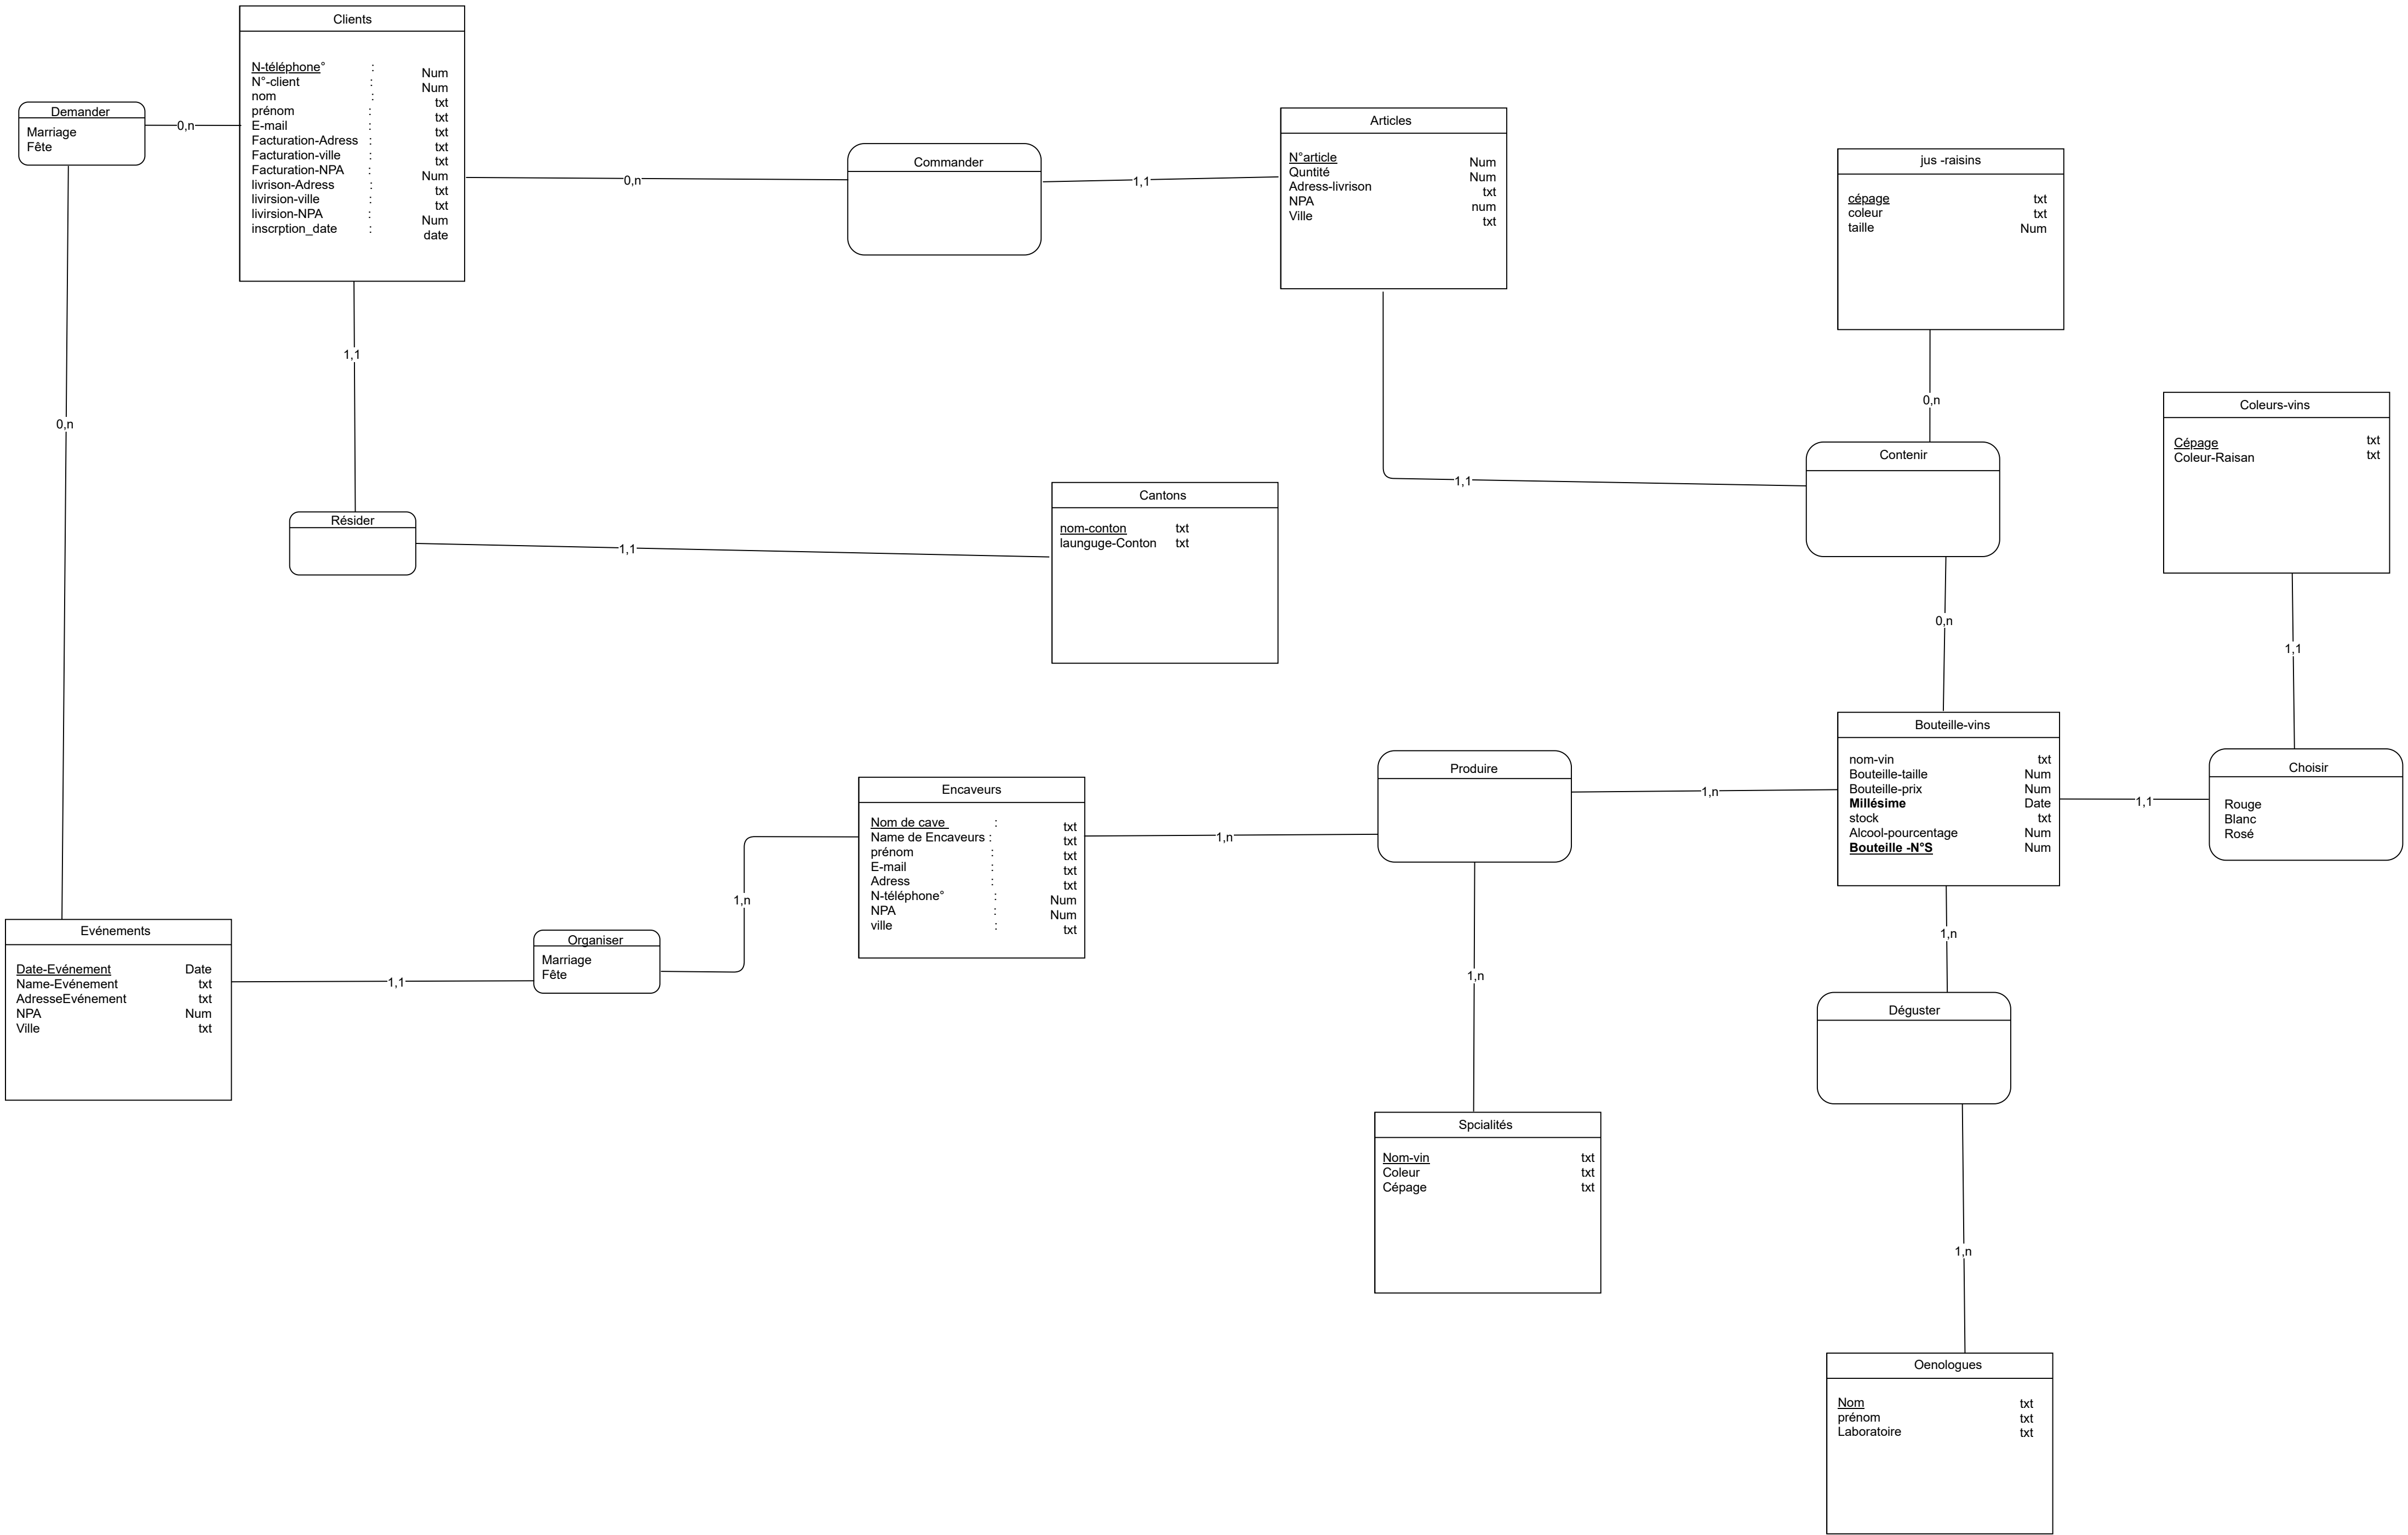 Clients
N-téléphone° : Num
N°-client : Num
nom : txt
prénom : txt
E-mail : txt
Facturation-Adress : txt
Facturation-ville : txt
Facturation-NPA : Num
livrison-Adress : txt
livirsion-ville : txt
livirsion-NPA : Num
inscrption_date : date
Demander
Marriage
Fête
0,n
0,n
0,n
Commander
1,1
Articles
N°article Num
Quntité Num
Adress-livrison txt
NPA num
Ville txt
jus -raisins
cépage txt
coleur txt
taille Num
1,1
Résider
1,1
Cantons
nom-conton txt
launguge-Conton txt
1,1
0,n
Contenir
0,n
Coleurs-vins
Cépage txt
Coleur-Raisan txt
1,1
Choisir
Rouge
Blanc
Rosé
1,1
Bouteille-vins
nom-vin txt
Bouteille-taille Num
Bouteille-prix Num
Millésime Date
stock txt
Alcool-pourcentage Num
Bouteille -N°S Num
1,n
Produire
1,n
Encaveurs
Nom de cave : txt
Name de Encaveurs : txt
prénom : txt
E-mail : txt
Adress : txt
N-téléphone° : Num
NPA : Num
ville : txt
1,n
Organiser
Marriage
Fête
1,1
Evénements
Date-Evénement Date
Name-Evénement txt
AdresseEvénement txt
NPA Num
Ville txt
1,n
Spcialités
Nom-vin txt
Coleur txt
Cépage txt
1,n
Déguster
1,n
Oenologues
Nom txt
prénom txt
Laboratoire txt